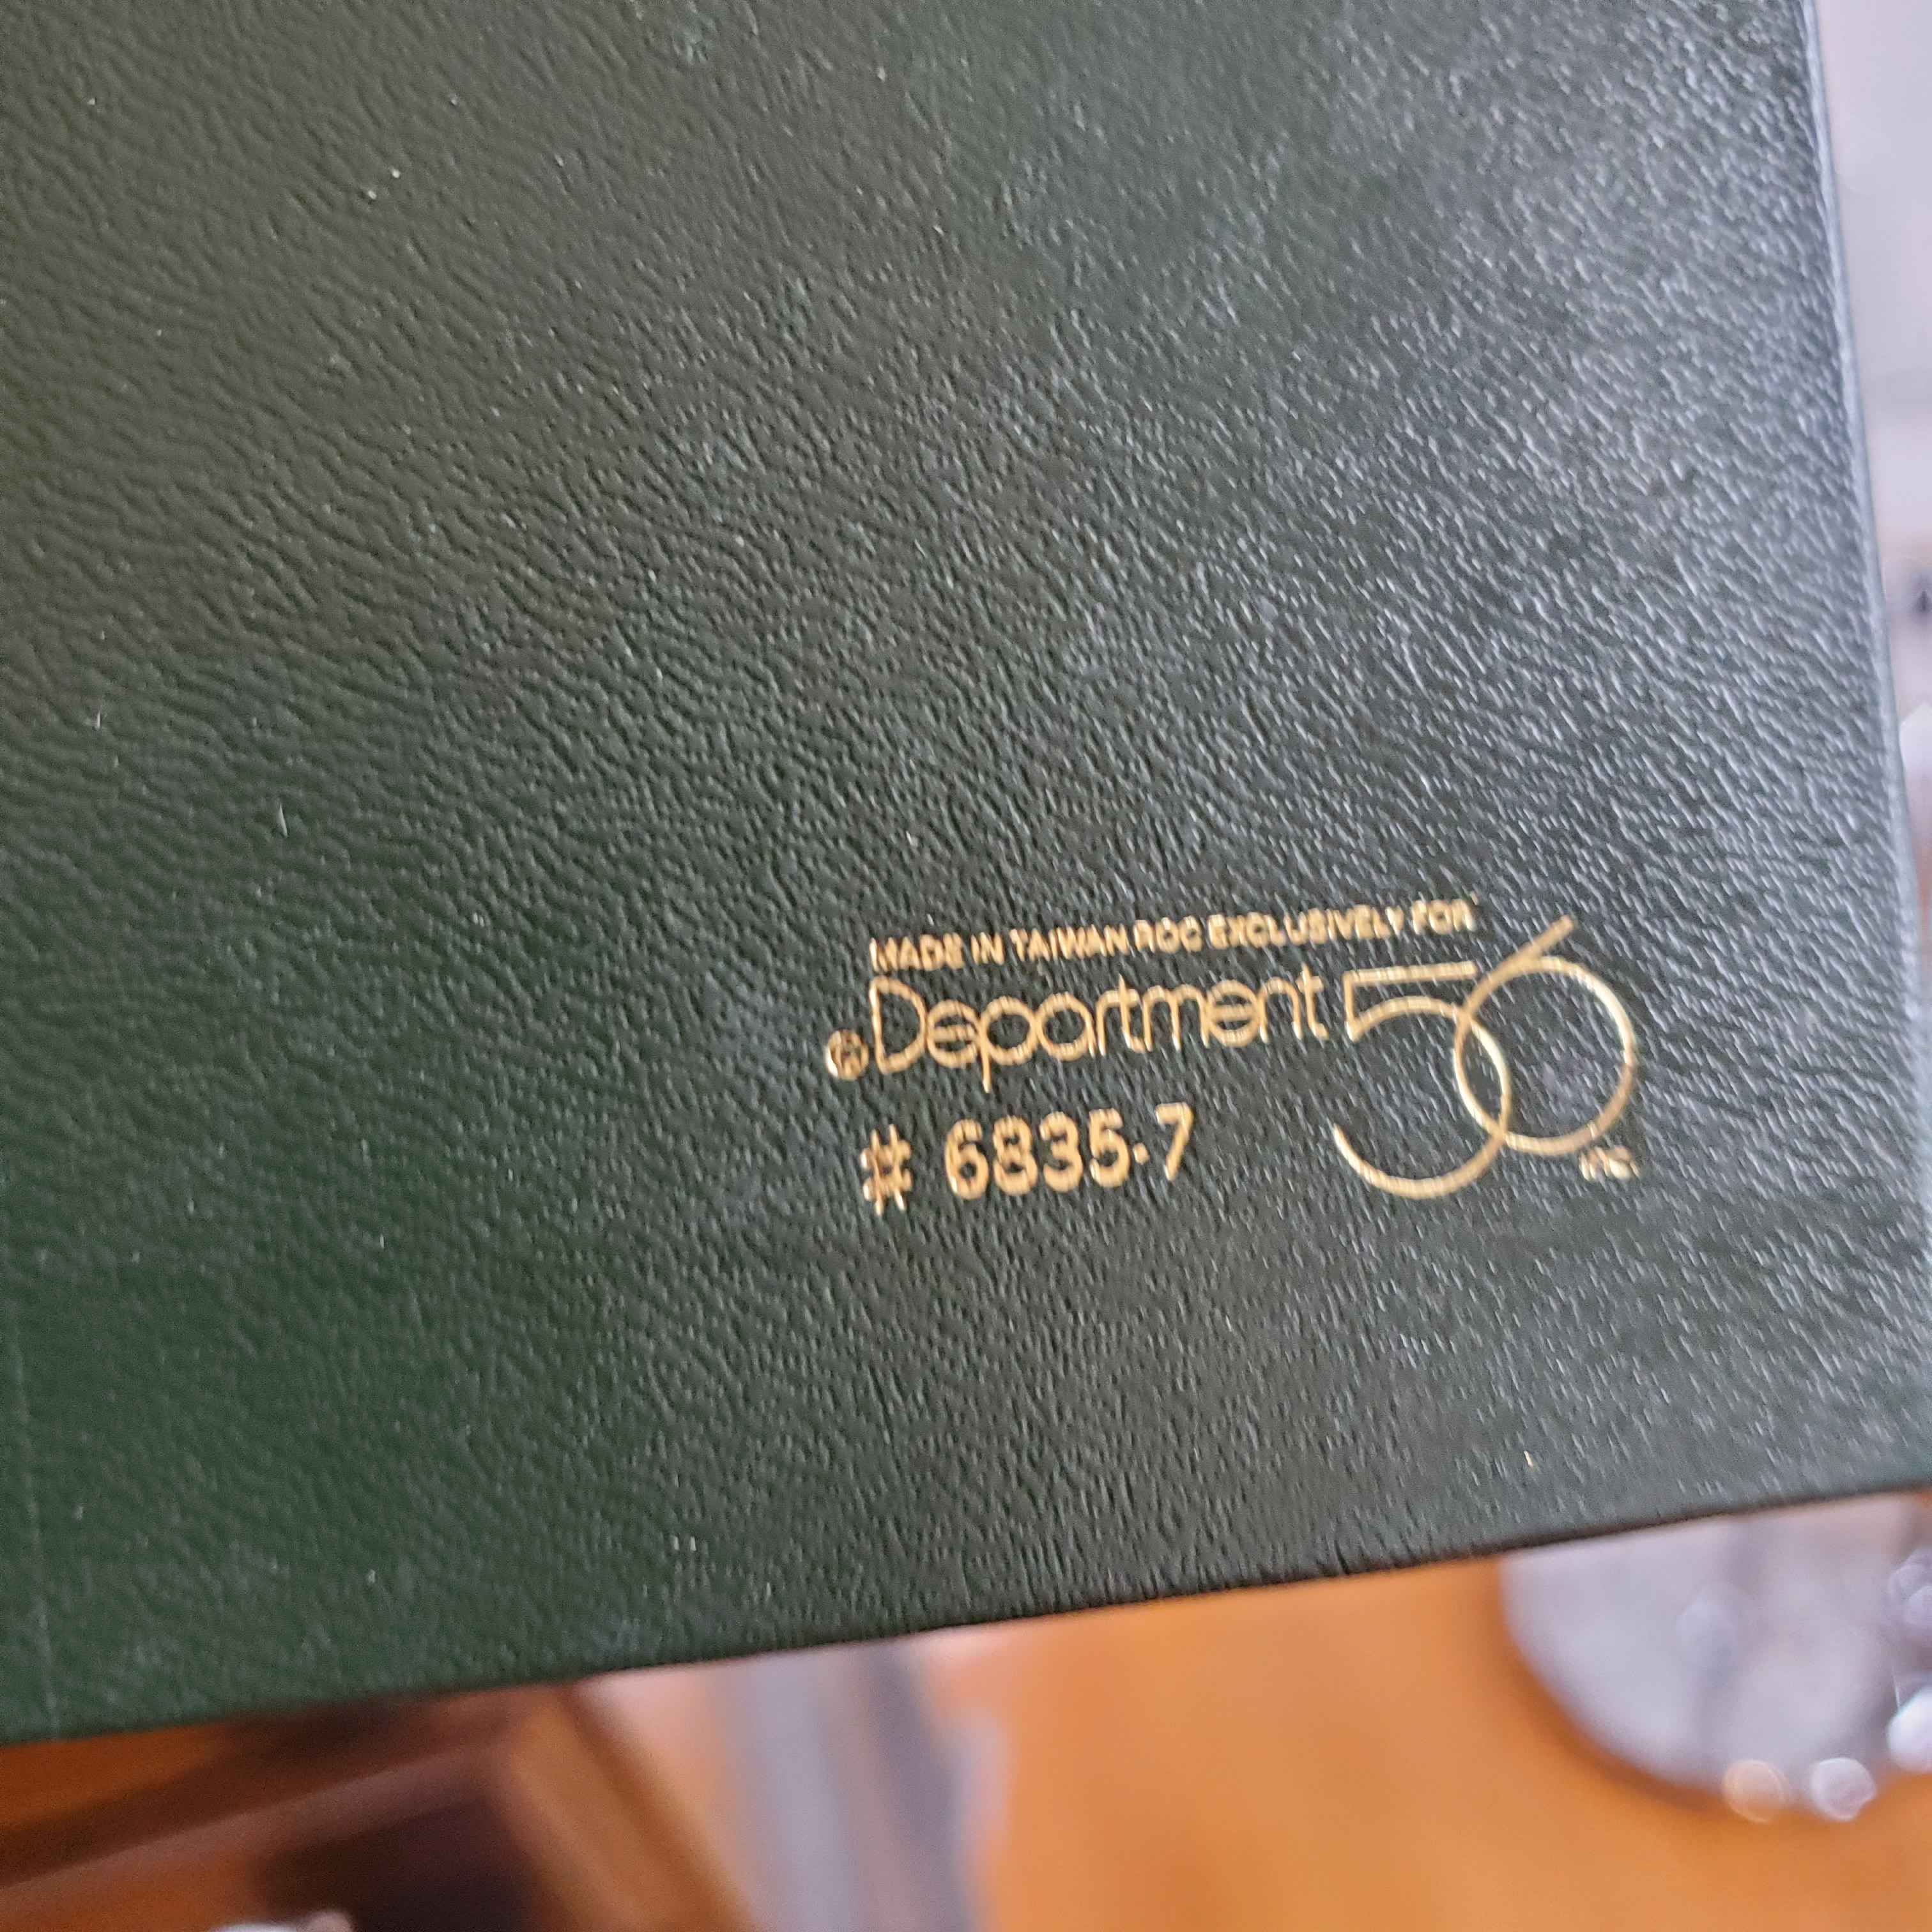 MADE IN TAIWAN ROC EXCLUSIVELY FOR
®Department 56
INC.
# 6835-7